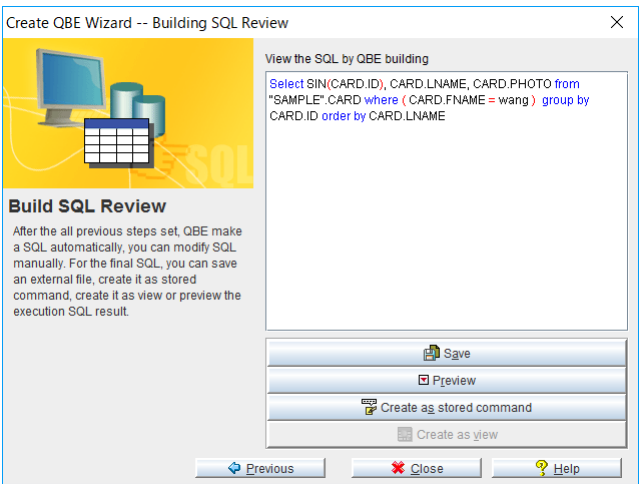 Create QBE Wizard -- Building SQL Review
View the SQL by QBE building
Select SIN(CARD.ID), CARD.LNAME, CARD.PHOTO from
"SAMPLE".CARD where ( CARD.FNAME = wang )  group by
CARD.ID order by CARD.LNAME
SQL
Build SQL Review
After the all previous steps set, QBE make
a SQL automatically, you can modify SQL
manually. For the final SQL, you can save
an external file, create it as stored
command, create it as view or preview the
execution SQL result.
Save
Preview
Create as stored command
Create as view
Previous
Close
Help